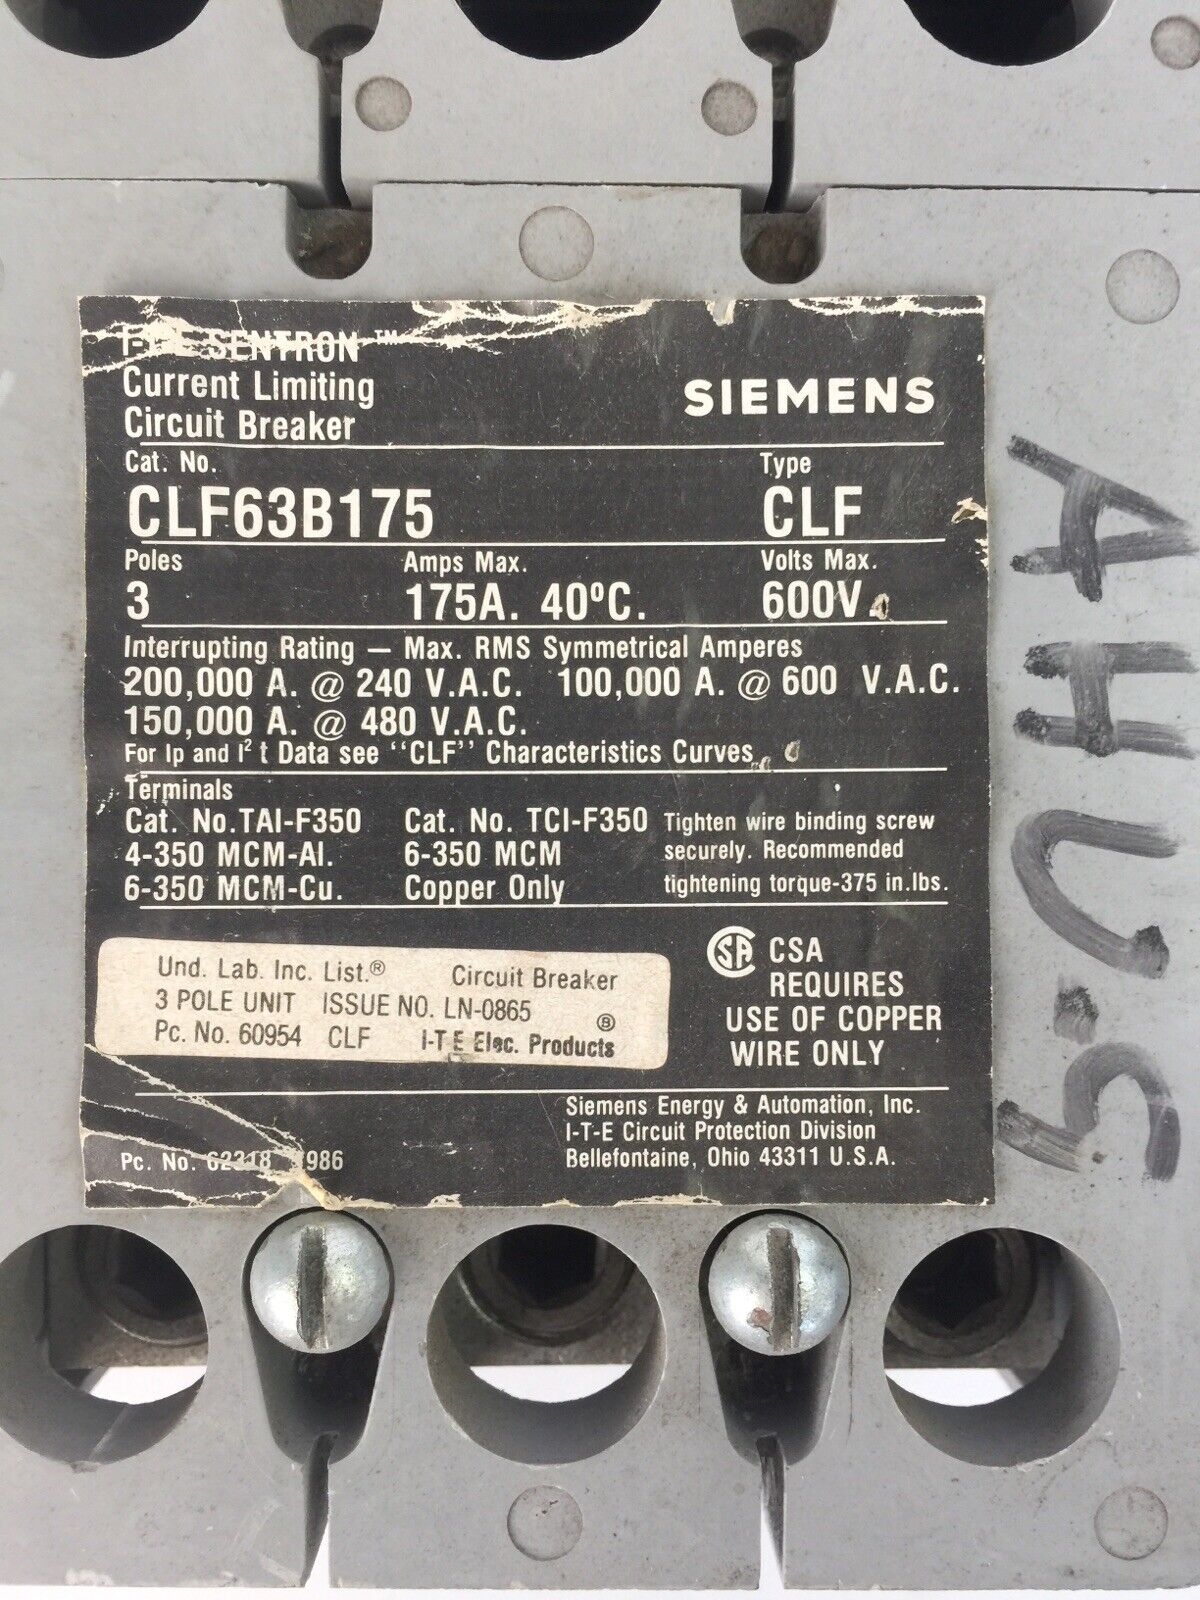 SENTRON™
Current Limiting
Circuit Breaker
SIEMENS
Cat. No.
Type
CLF63B175
CLF
Poles
Amps Max.
Volts Max.
3
175A. 40ºC.
600V.
Interrupting Rating — Max. RMS Symmetrical Amperes
200,000 A. @ 240 V.A.C. 100,000 A. @ 600 V.A.C.
150,000 A. @ 480 V.A.C.
For Ip and I² t Data see "CLF" Characteristics Curves
Terminals
Cat. No.TAI-F350
4-350 MCM-Al.
6-350 MCM-Cu.
Cat. No. TCI-F350
6-350 MCM
Copper Only
Tighten wire binding screw
securely. Recommended
tightening torque-375 in.lbs.
Und. Lab. Inc. List.® Circuit Breaker
3 POLE UNIT ISSUE NO. LN-0865
Pc. No. 60954 CLF I-T E Elec. Products ®
SA CSA
REQUIRES
USE OF COPPER
WIRE ONLY
Siemens Energy & Automation, Inc.
I-T-E Circuit Protection Division
Bellefontaine, Ohio 43311 U.S.A.
Pc. No. 62318 986
AHU-5